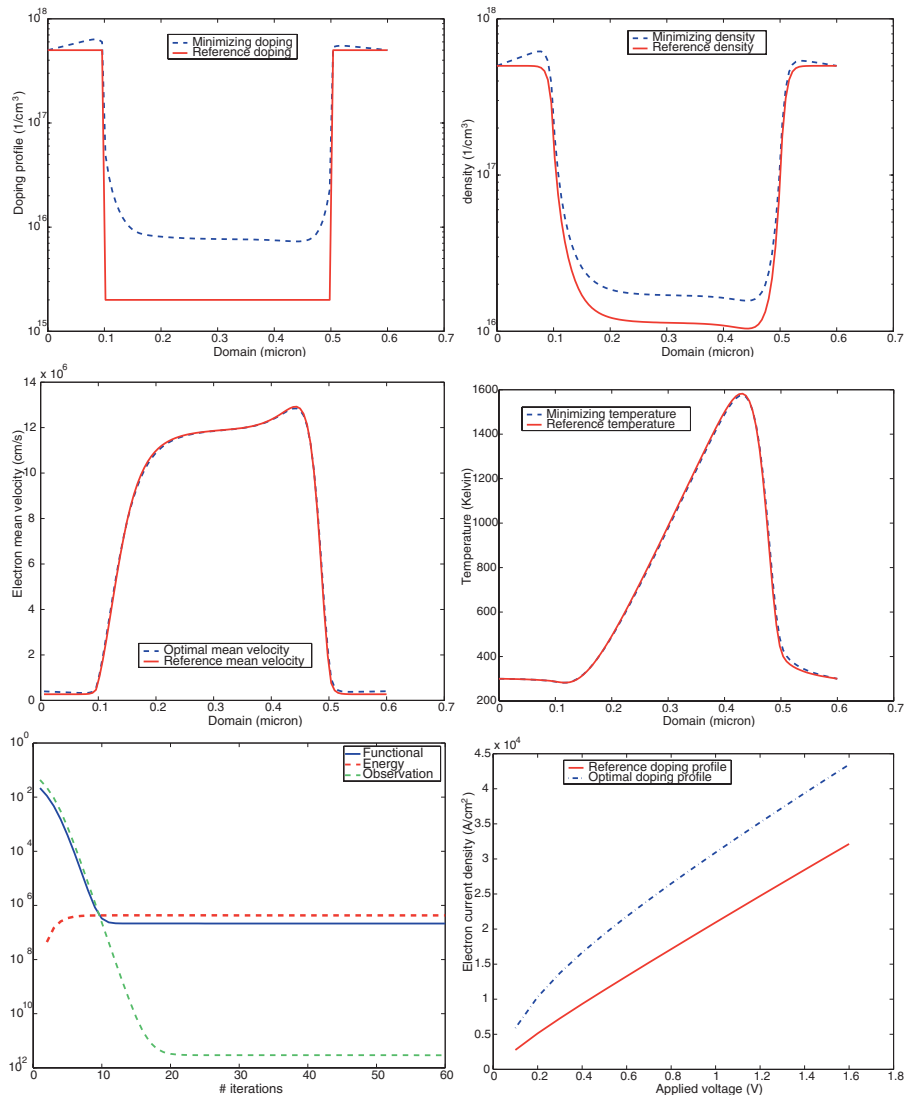 10^18
10^17
10^16
10^15
Doping profile (1/cm^3)
Minimizing doping
Reference doping
0 0.1 0.2 0.3 0.4 0.5 0.6 0.7
Domain (micron)
10^18
10^17
10^16
density (1/cm^3)
Minimizing density
Reference density
0 0.1 0.2 0.3 0.4 0.5 0.6 0.7
Domain (micron)
x 10^6
14
12
10
8
6
4
2
0
Electron mean velocity (cm/s)
Optimal mean velocity
Reference mean velocity
0 0.1 0.2 0.3 0.4 0.5 0.6 0.7
Domain (micron)
1600
1400
1200
1000
800
600
400
200
Temperature (Kelvin)
Minimizing temperature
Reference temperature
0 0.1 0.2 0.3 0.4 0.5 0.6 0.7
Domain (micron)
10^0
10^2
10^4
10^6
10^8
10^10
10^12
Functional
Energy
Observation
0 10 20 30 40 50 60
# iterations
4.5 x 10^4
4
3.5
3
2.5
2
1.5
1
0.5
0
Electron current density (A/cm^2)
Reference doping profile
Optimal doping profile
0 0.2 0.4 0.6 0.8 1 1.2 1.4 1.6 1.8
Applied voltage (V)